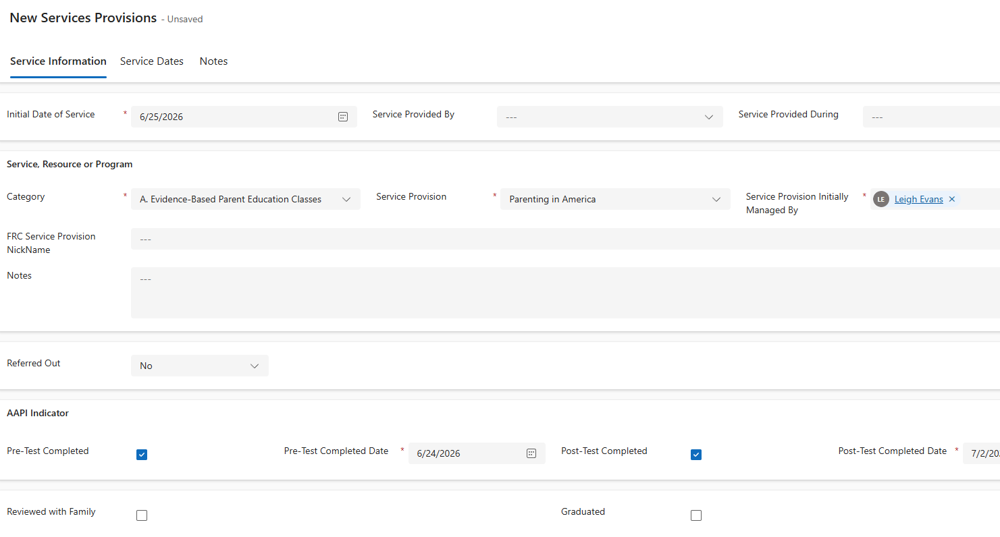 New Services Provisions - Unsaved
Service Information Service Dates Notes
Initial Date of Service * 6/25/2026 Service Provided By --- Service Provided During ---
Service, Resource or Program
Category * A. Evidence-Based Parent Education Classes Service Provision * Parenting in America Service Provision Initially
Managed By * LE Leigh Evans
FRC Service Provision
NickName ---
Notes ---
Referred Out No
AAPI Indicator
Pre-Test Completed Pre-Test Completed Date * 6/24/2026 Post-Test Completed Post-Test Completed Date * 7/2/20
Reviewed with Family Graduated